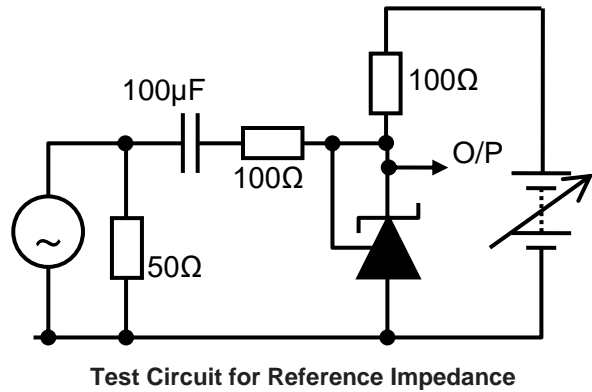 100µF
100Ω
100Ω
O/P
50Ω
~
Test Circuit for Reference Impedance